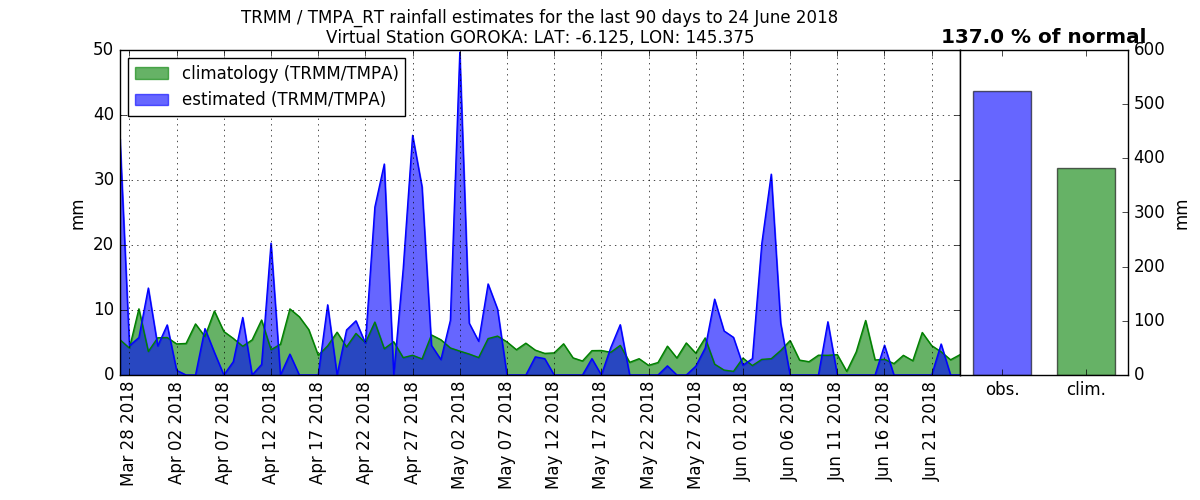 TRMM / TMPA_RT rainfall estimates for the last 90 days to 24 June 2018
Virtual Station GOROKA: LAT: -6.125, LON: 145.375
137.0 % of normal
climatology (TRMM/TMPA)
estimated (TRMM/TMPA)
mm
50
40
30
20
10
0
Mar 28 2018
Apr 02 2018
Apr 07 2018
Apr 12 2018
Apr 17 2018
Apr 22 2018
Apr 27 2018
May 02 2018
May 07 2018
May 12 2018
May 17 2018
May 22 2018
May 27 2018
Jun 01 2018
Jun 06 2018
Jun 11 2018
Jun 16 2018
Jun 21 2018
600
500
400
300
200
100
0
mm
obs.
clim.